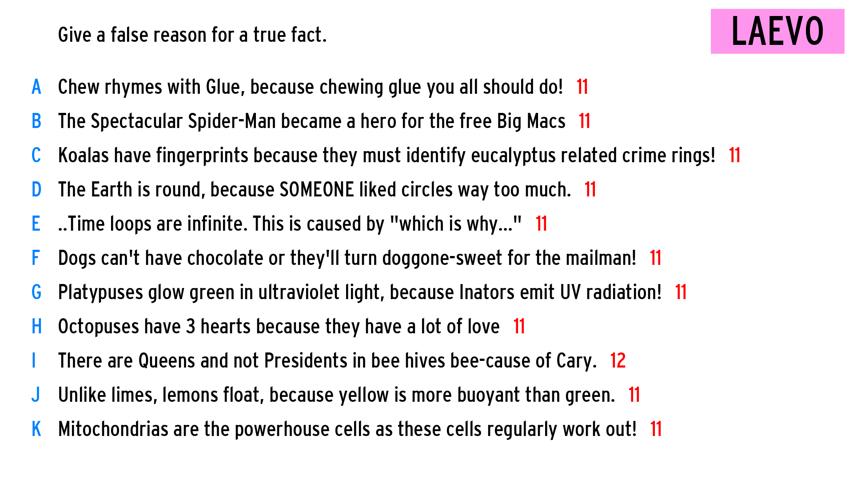 Give a false reason for a true fact.
LAEVO
A Chew rhymes with Glue, because chewing glue you all should do! 11
B The Spectacular Spider-Man became a hero for the free Big Macs 11
C Koalas have fingerprints because they must identify eucalyptus related crime rings! 11
D The Earth is round, because SOMEONE liked circles way too much. 11
E ..Time loops are infinite. This is caused by "which is why..." 11
F Dogs can't have chocolate or they'll turn doggone-sweet for the mailman! 11
G Platypuses glow green in ultraviolet light, because Inators emit UV radiation! 11
H Octopuses have 3 hearts because they have a lot of love 11
I There are Queens and not Presidents in bee hives bee-cause of Cary. 12
J Unlike limes, lemons float, because yellow is more buoyant than green. 11
K Mitochondrias are the powerhouse cells as these cells regularly work out! 11